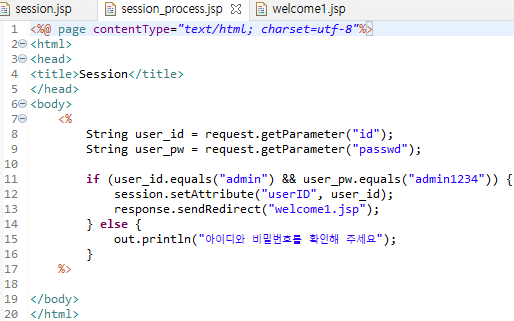 session.jsp session_process.jsp welcome1.jsp
1 <%@ page contentType="text/html; charset=utf-8"%>
2 <html>
3 <head>
4 <title>Session</title>
5 </head>
6 <body>
7 <%
8 String user_id = request.getParameter("id");
9 String user_pw = request.getParameter("passwd");
10
11 if (user_id.equals("admin") && user_pw.equals("admin1234")) {
12 session.setAttribute("userID", user_id);
13 response.sendRedirect("welcome1.jsp");
14 } else {
15 out.println("아이디와 비밀번호를 확인해 주세요");
16 }
17 %>
18
19 </body>
20 </html>